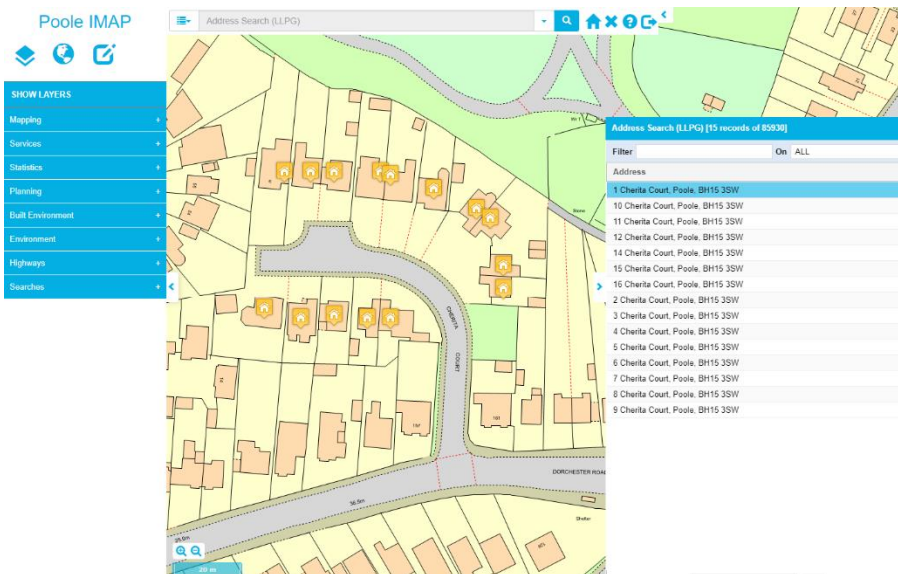 Poole IMAP
Address Search (LLPG)
SHOW LAYERS
Mapping +
Services +
Statistics +
Planning +
Built Environment +
Environment +
Highways +
Searches +
Address Search (LLPG) [15 records of 85930]
Filter On ALL
Address
1 Cherita Court, Poole, BH15 3SW
10 Cherita Court, Poole, BH15 3SW
11 Cherita Court, Poole, BH15 3SW
12 Cherita Court, Poole, BH15 3SW
14 Cherita Court, Poole, BH15 3SW
15 Cherita Court, Poole, BH15 3SW
16 Cherita Court, Poole, BH15 3SW
2 Cherita Court, Poole, BH15 3SW
3 Cherita Court, Poole, BH15 3SW
4 Cherita Court, Poole, BH15 3SW
5 Cherita Court, Poole, BH15 3SW
6 Cherita Court, Poole, BH15 3SW
7 Cherita Court, Poole, BH15 3SW
8 Cherita Court, Poole, BH15 3SW
9 Cherita Court, Poole, BH15 3SW
CHERITA
COURT
DORCHESTER ROAD
Shelter
20 m